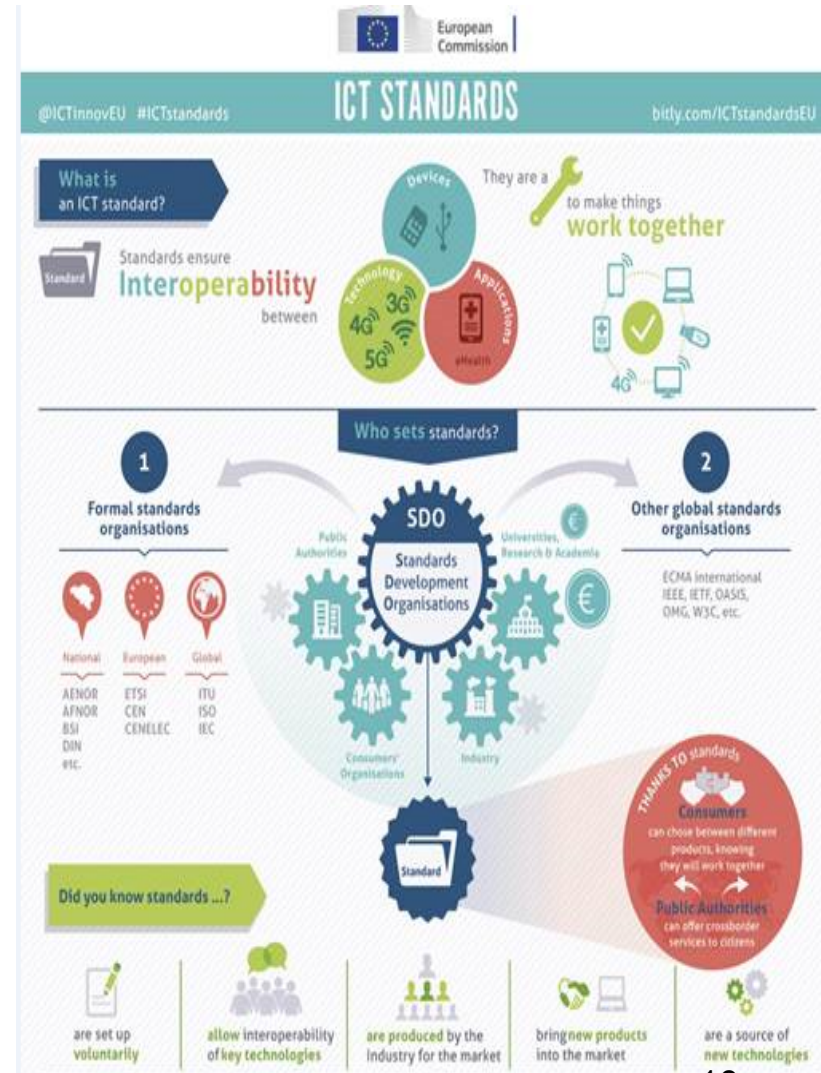 European
Commission
@ICTinnovEU #ICTstandards
ICT STANDARDS
bitly.com/ICTstandardsEU
What is
an ICT standard?
Standard
Standards ensure
Interoperability
between
Devices
Technology
4G
3G
5G
Applications
eHealth
They are a
to make things
work together
4G
Who sets standards?
1
Formal standards
organisations
National
AENOR
AFNOR
BSI
DIN
etc.
European
ETSI
CEN
CENELEC
Global
ITU
ISO
IEC
SDO
Standards
Development
Organisations
Public
Authorities
Universities,
Research & Academia
€
€
Consumers'
Organisations
Industry
2
Other global standards
organisations
ECMA international
IEEE, IETF, OASIS,
OMG, W3C, etc.
Standard
THANKS TO standards
Consumers
can chose between different
products, knowing
they will work together
Public Authorities
can offer crossborder
services to citizens
Did you know standards ...?
are set up
voluntarily
allow interoperability
of key technologies
are produced by the
industry for the market
bring new products
into the market
are a source of
new technologies